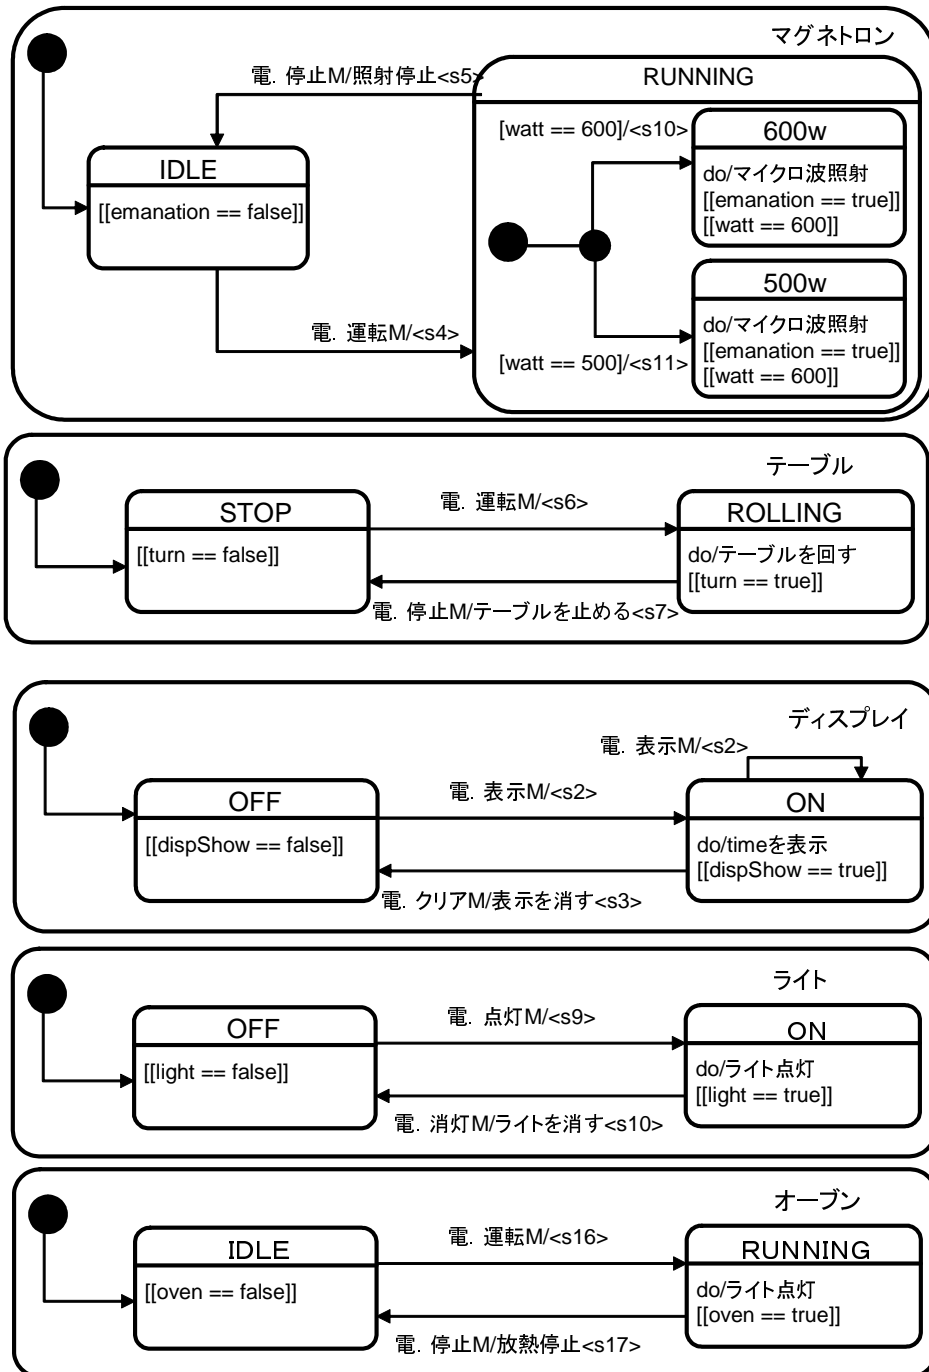 マグネトロン
電. 停止M/照射停止<s5>
RUNNING
[watt == 600]/<s10>
600w
do/マイクロ波照射
[[emanation == true]]
[[watt == 600]]
IDLE
[[emanation == false]]
500w
do/マイクロ波照射
[[emanation == true]]
[[watt == 600]]
電. 運転M/<s4>
[watt == 500]/<s11>
テーブル
電. 運転M/<s6>
STOP
[[turn == false]]
ROLLING
do/テーブルを回す
[[turn == true]]
電. 停止M/テーブルを止める<s7>
ディスプレイ
電. 表示M/<s2>
電. 表示M/<s2>
OFF
[[dispShow == false]]
ON
do/timeを表示
[[dispShow == true]]
電. クリアM/表示を消す<s3>
ライト
電. 点灯M/<s9>
OFF
[[light == false]]
ON
do/ライト点灯
[[light == true]]
電. 消灯M/ライトを消す<s10>
オーブン
電. 運転M/<s16>
IDLE
[[oven == false]]
RUNNING
do/ライト点灯
[[oven == true]]
電. 停止M/放熱停止<s17>